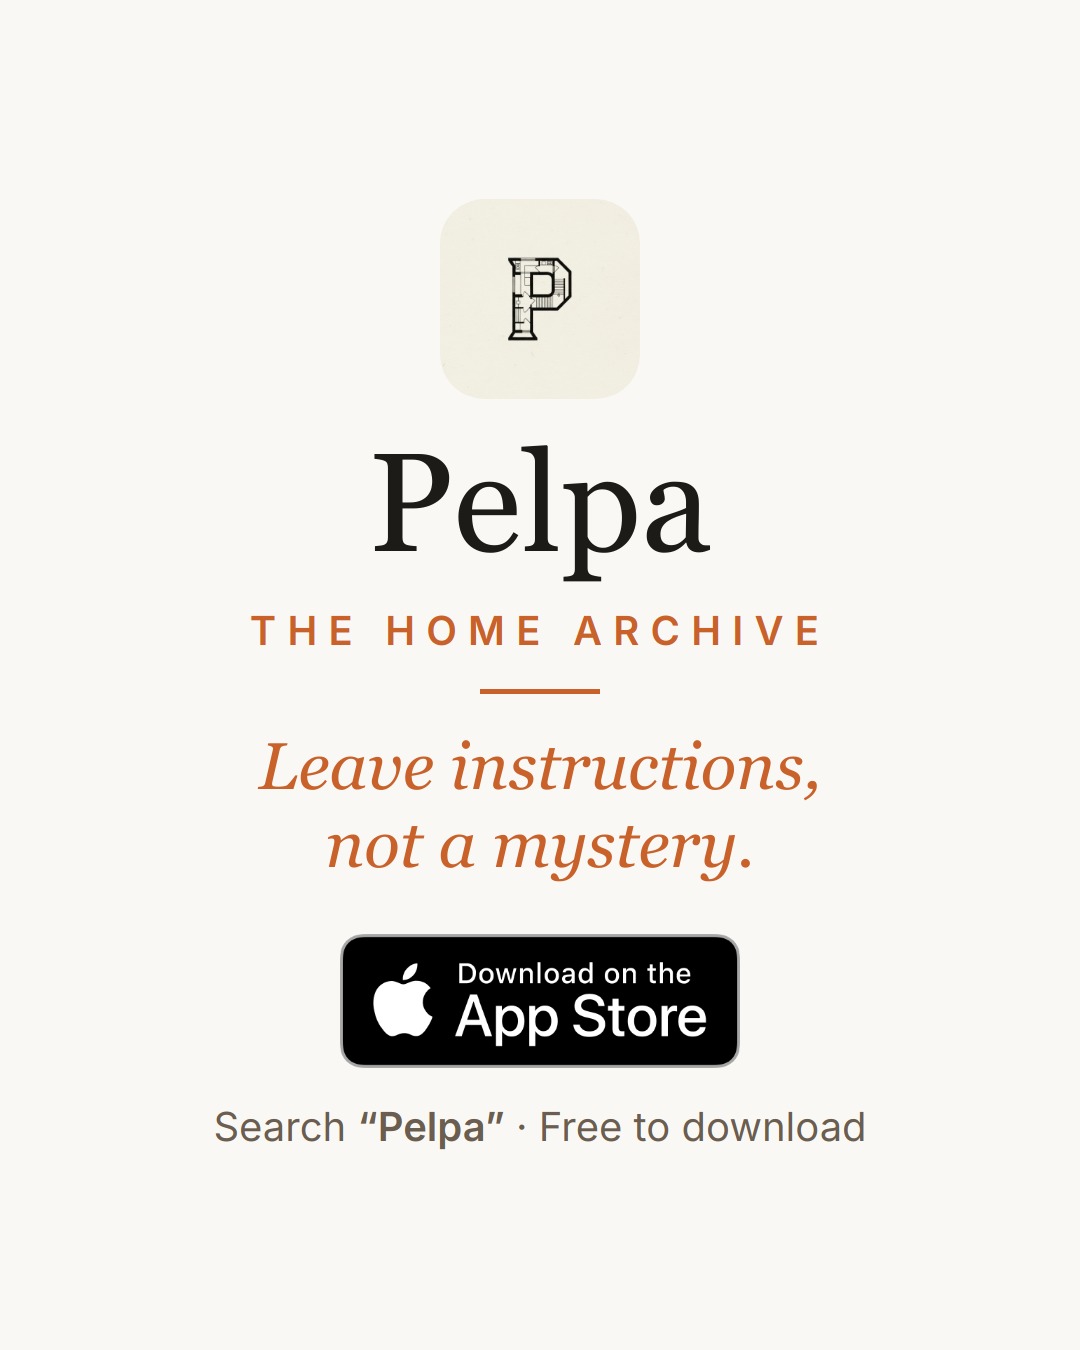 P
Pelpa
THE HOME ARCHIVE
Leave instructions,
not a mystery.
Download on the
App Store
Search “Pelpa” · Free to download